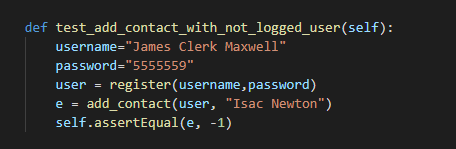 def test_add_contact_with_not_logged_user(self):
    username="James Clerk Maxwell"
    password="5555559"
    user = register(username,password)
    e = add_contact(user, "Isac Newton")
    self.assertEqual(e, -1)